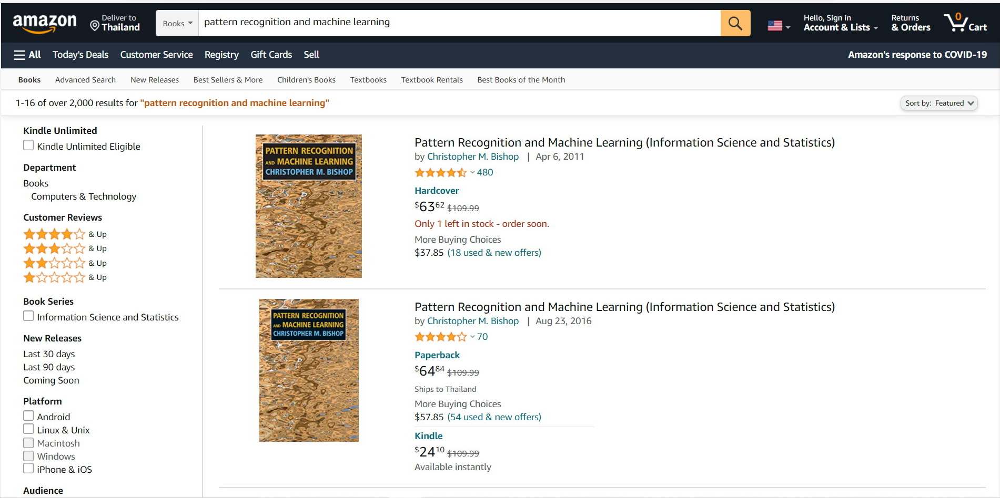 amazon
Deliver to
Thailand
Books
pattern recognition and machine learning
Hello, Sign in
Account & Lists
Returns
& Orders
0
Cart
All
Today's Deals
Customer Service
Registry
Gift Cards
Sell
Amazon's response to COVID-19
Books
Advanced Search
New Releases
Best Sellers & More
Children's Books
Textbooks
Textbook Rentals
Best Books of the Month
1-16 of over 2,000 results for "pattern recognition and machine learning"
Sort by: Featured
Kindle Unlimited
Kindle Unlimited Eligible
Department
Books
Computers & Technology
Customer Reviews
& Up
& Up
& Up
& Up
Book Series
Information Science and Statistics
New Releases
Last 30 days
Last 90 days
Coming Soon
Platform
Android
Linux & Unix
Macintosh
Windows
iPhone & iOS
Audience
PATTERN RECOGNITION
AND MACHINE LEARNING
CHRISTOPHER M. BISHOP
Pattern Recognition and Machine Learning (Information Science and Statistics)
by Christopher M. Bishop | Apr 6, 2011
480
Hardcover
$6362 $109.99
Only 1 left in stock - order soon.
More Buying Choices
$37.85 (18 used & new offers)
PATTERN RECOGNITION
AND MACHINE LEARNING
CHRISTOPHER M. BISHOP
Pattern Recognition and Machine Learning (Information Science and Statistics)
by Christopher M. Bishop | Aug 23, 2016
70
Paperback
$6484 $109.99
Ships to Thailand
More Buying Choices
$57.85 (54 used & new offers)
Kindle
$2410 $109.99
Available instantly